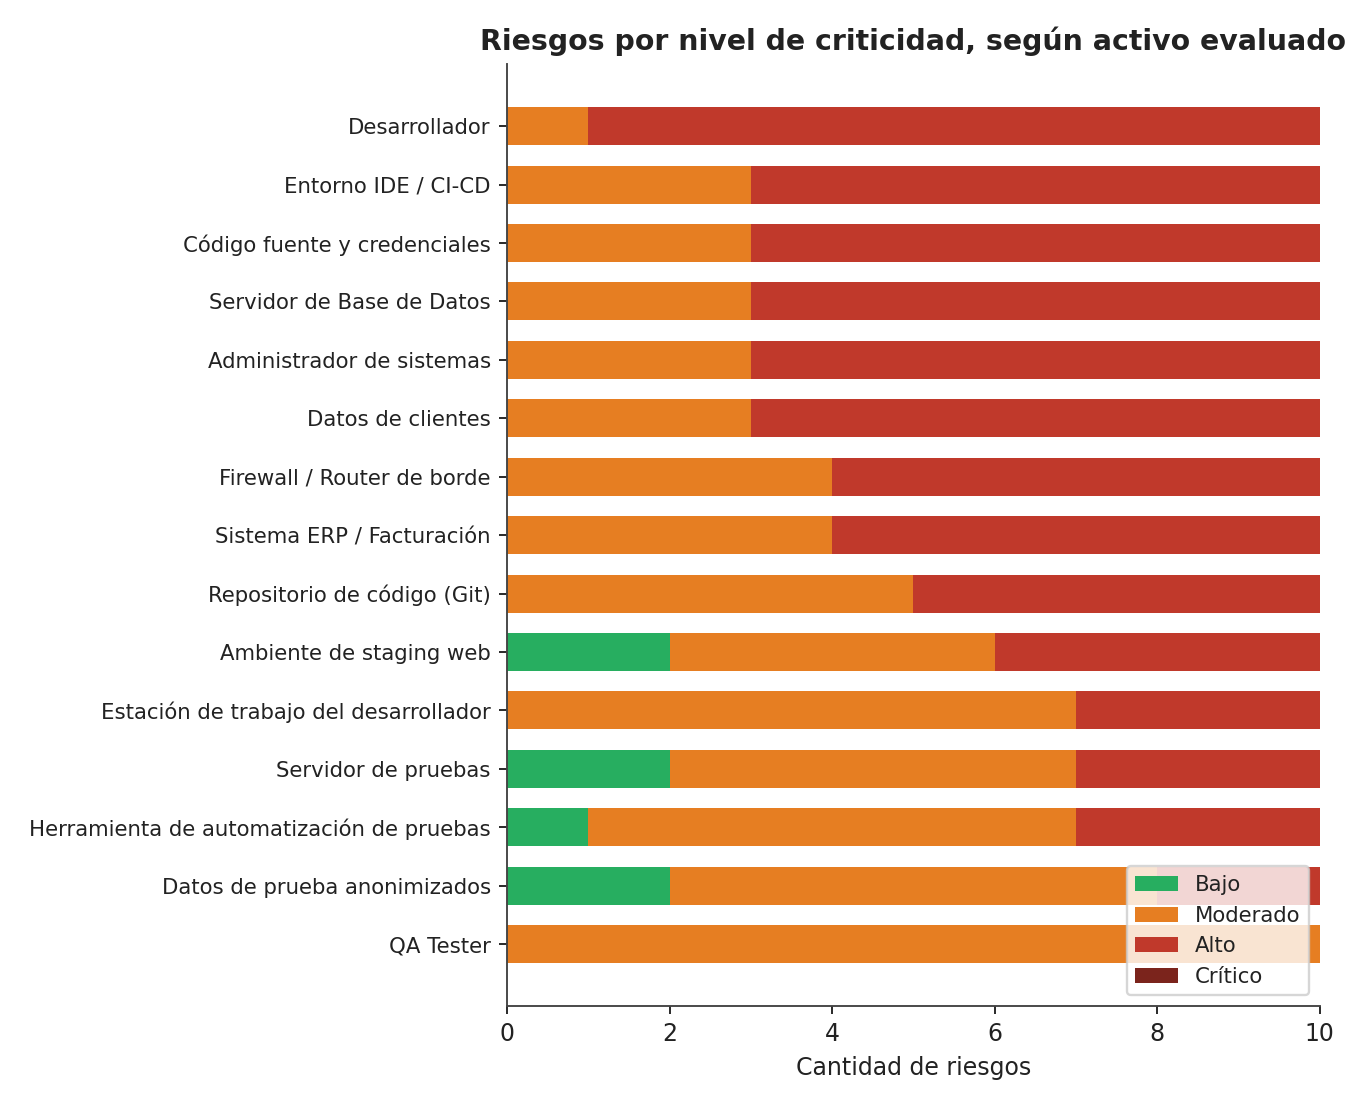 Riesgos por nivel de criticidad, según activo evaluado
Desarrollador
Entorno IDE / CI-CD
Código fuente y credenciales
Servidor de Base de Datos
Administrador de sistemas
Datos de clientes
Firewall / Router de borde
Sistema ERP / Facturación
Repositorio de código (Git)
Ambiente de staging web
Estación de trabajo del desarrollador
Servidor de pruebas
Herramienta de automatización de pruebas
Datos de prueba anonimizados
QA Tester
Bajo
Moderado
Alto
Crítico
0 2 4 6 8 10
Cantidad de riesgos